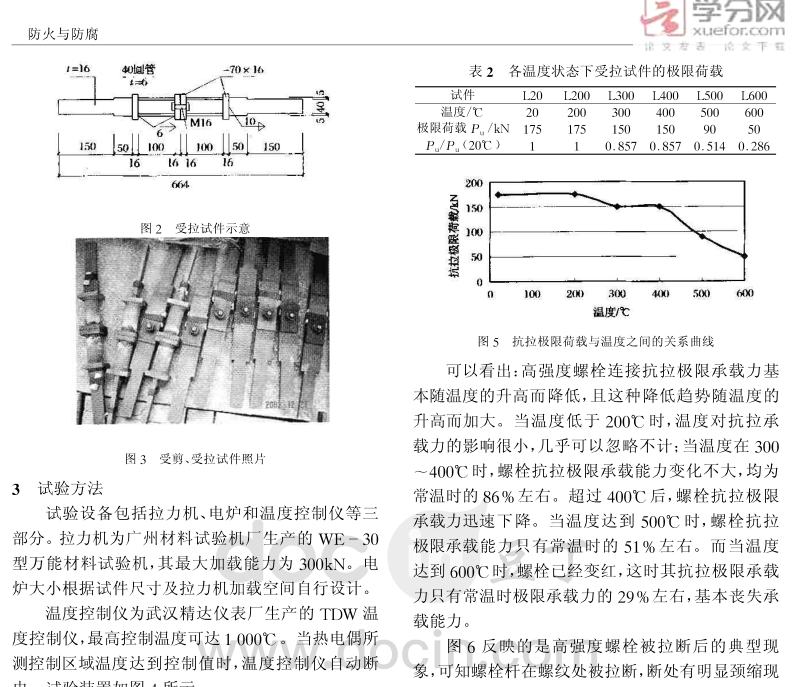 防火与防腐
学分网
xuefor.com
论文发表 论文下载
t=16
40圆管
t=6
-70×16
M16
6
10
5 40 5
150 50 100 100 50 150
16 16 16 16
664
图 2 受拉试件示意
图 3 受剪、受拉试件照片
3 试验方法
试验设备包括拉力机、电炉和温度控制仪等三
部分。拉力机为广州材料试验机厂生产的 WE-30
型万能材料试验机,其最大加载能力为 300kN。电
炉大小根据试件尺寸及拉力机加载空间自行设计。
温度控制仪为武汉精达仪表厂生产的 TDW 温
度控制仪,最高控制温度可达 1 000℃。当热电偶所
测控制区域温度达到控制值时,温度控制仪自动断
电。试验装置如图 4 所示。
表 2 各温度状态下受拉试件的极限荷载
试件 L20 L200 L300 L400 L500 L600
温度/℃ 20 200 300 400 500 600
极限荷载 Pu/kN 175 175 150 150 90 50
Pu/Pu(20℃) 1 1 0.857 0.857 0.514 0.286
抗拉极限荷载/kN
200
150
100
50
0
0 100 200 300 400 500 600
温度/℃
图 5 抗拉极限荷载与温度之间的关系曲线
可以看出:高强度螺栓连接抗拉极限承载力基
本随温度的升高而降低,且这种降低趋势随温度的
升高而加大。当温度低于 200℃时,温度对抗拉承
载力的影响很小,几乎可以忽略不计;当温度在 300
~400℃时,螺栓抗拉极限承载能力变化不大,均为
常温时的 86%左右。超过 400℃后,螺栓抗拉极限
承载力迅速下降。当温度达到 500℃时,螺栓抗拉
极限承载能力只有常温时的 51%左右。而当温度
达到 600℃时,螺栓已经变红,这时其抗拉极限承载
力只有常温时极限承载力的 29%左右,基本丧失承
载能力。
图 6 反映的是高强度螺栓被拉断后的典型现
象,可知螺栓杆在螺纹处被拉断,断处有明显颈缩现
www.docin.com